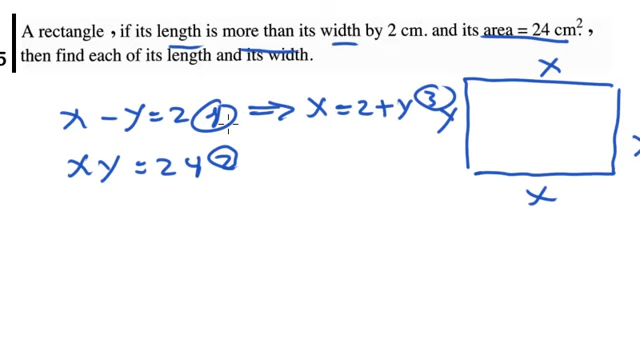 A rectangle , if its length is more than its width by 2 cm. and its area = 24 cm². ,
5 then find each of its length and its width.
x
x - y = 2 ① ⇒ x = 2 + y ③ y
xy = 24 ②
x